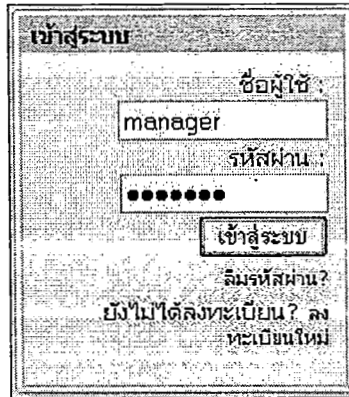 เข้าสู่ระบบ
ชื่อผู้ใช้ :
manager
รหัสผ่าน :
●●●●●●●
เข้าสู่ระบบ
ลืมรหัสผ่าน?
ยังไม่ได้ลงทะเบียน? ลง
ทะเบียนใหม่